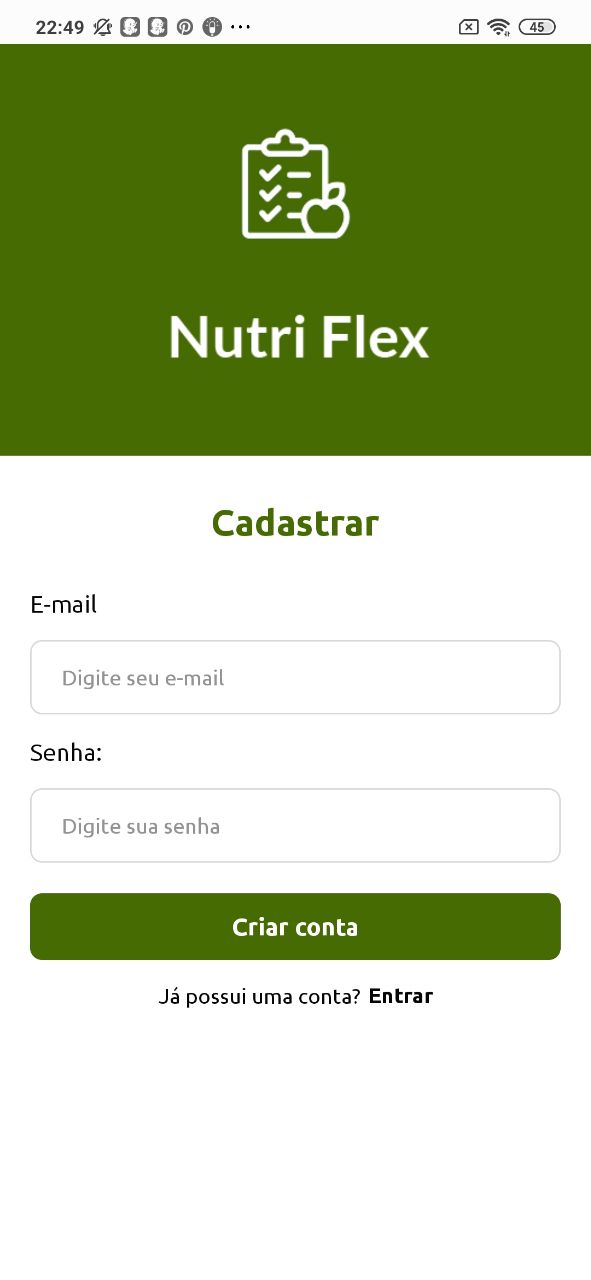 22:49
45
Nutri Flex
Cadastrar
E-mail
Digite seu e-mail
Senha:
Digite sua senha
Criar conta
Já possui uma conta? Entrar